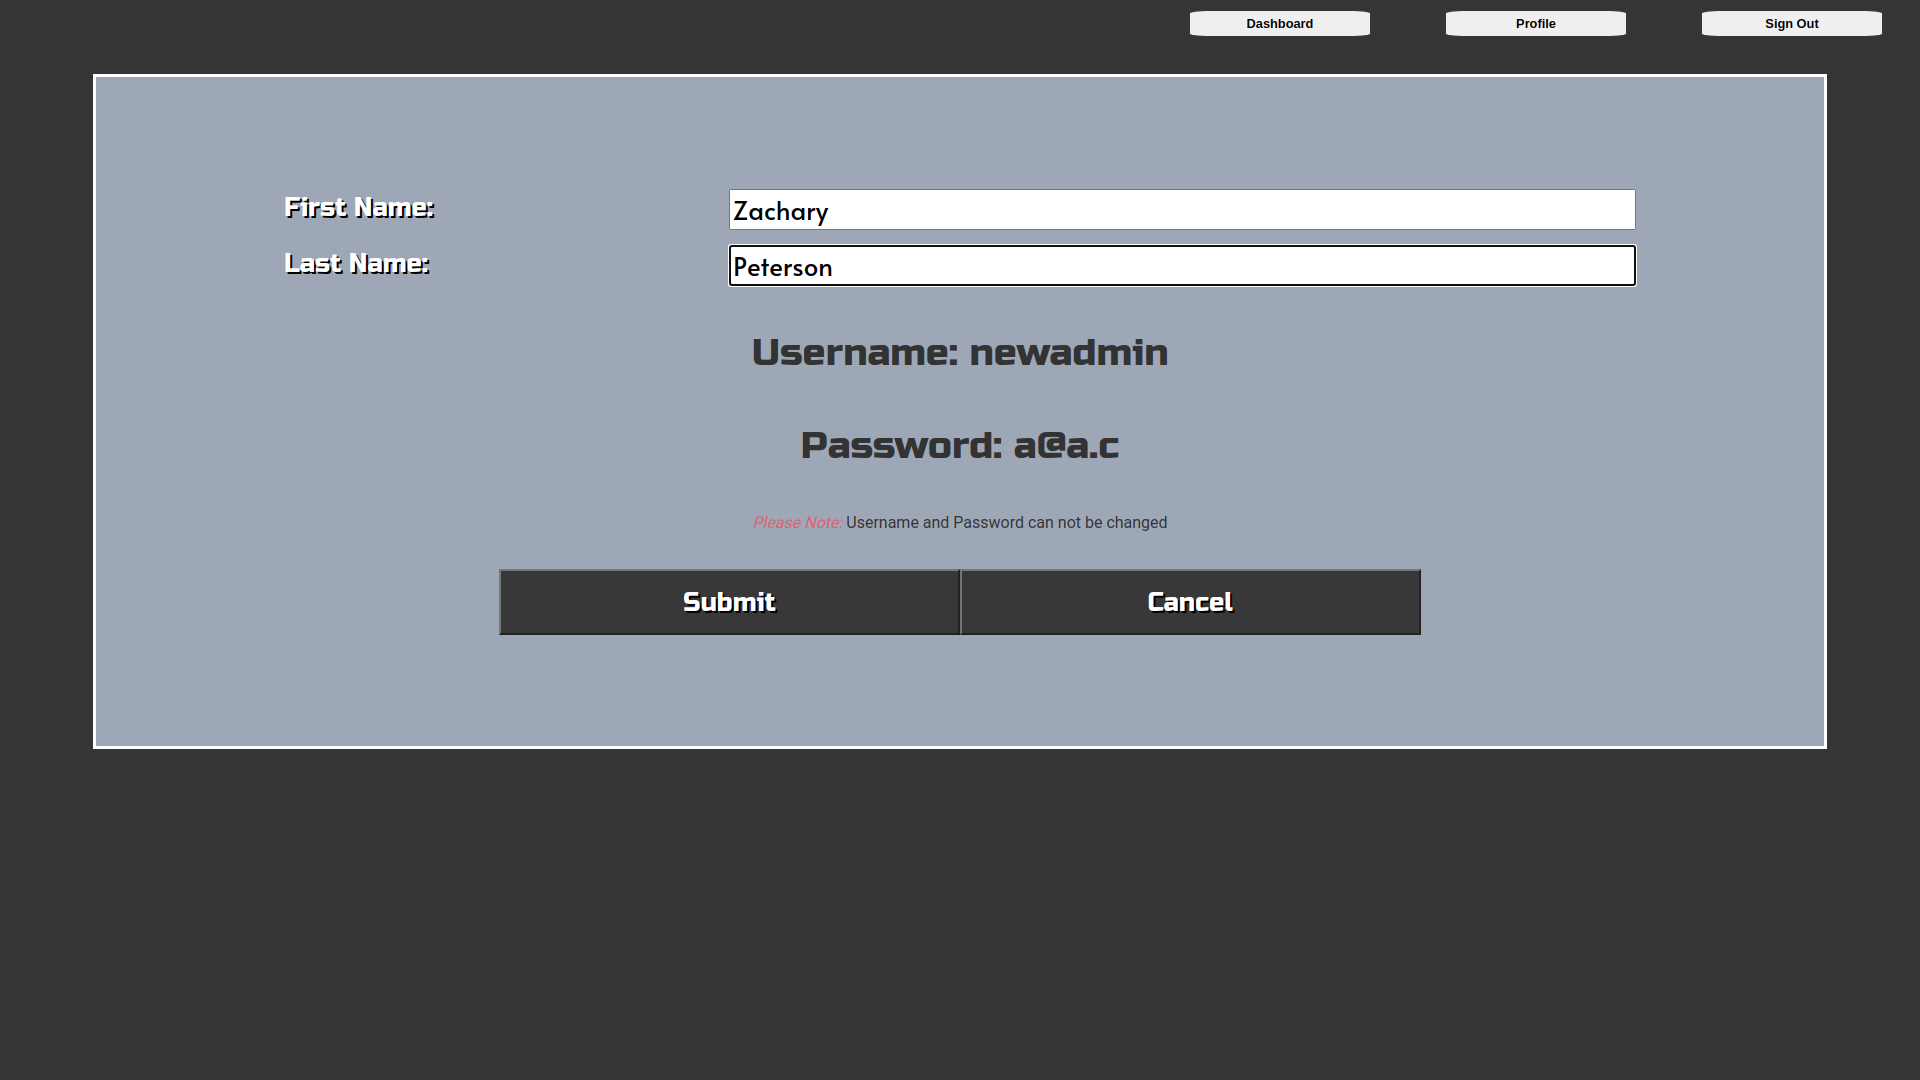 Dashboard Profile Sign Out
First Name: Zachary
Last Name: Peterson
Username: newadmin
Password: a@a.c
Please Note: Username and Password can not be changed
Submit Cancel